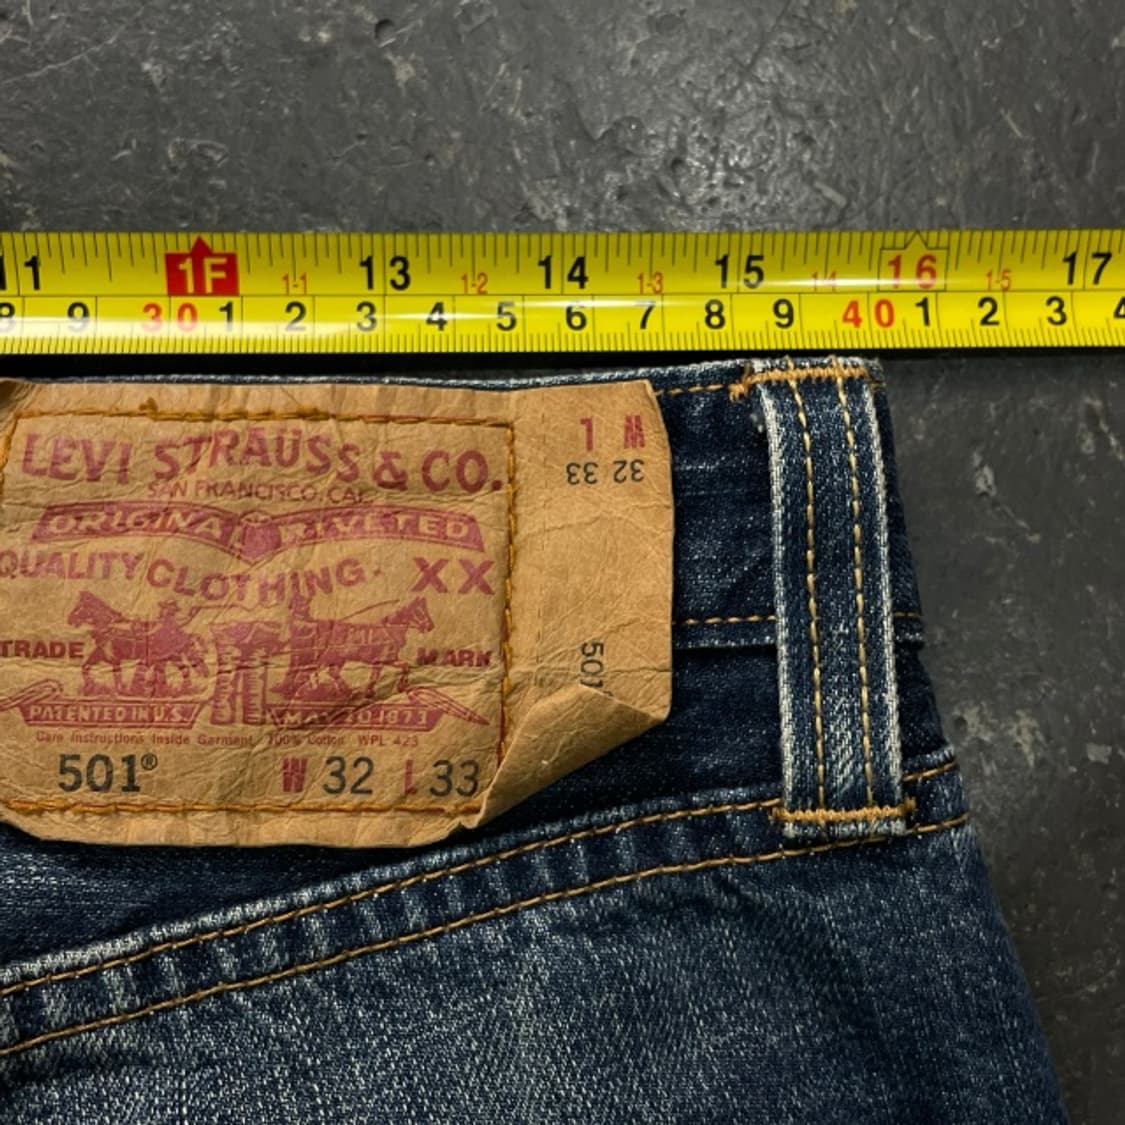 11 1F 13 14 15 16 17
1-1 1-2 1-3 14 1-5
8 9 30 1 2 3 4 5 6 7 8 9 40 1 2 3 4
LEVI STRAUSS & CO.
SAN FRANCISCO, CAL.
ORIGINA RIVETED
QUALITY CLOTHING XX
TRADE MARK
PATENTED IN U.S. MAY 20 1873
Care Instructions Inside Garment 100% Cotton WPL 423
501® W 32 L 33
1 M
32 33
501